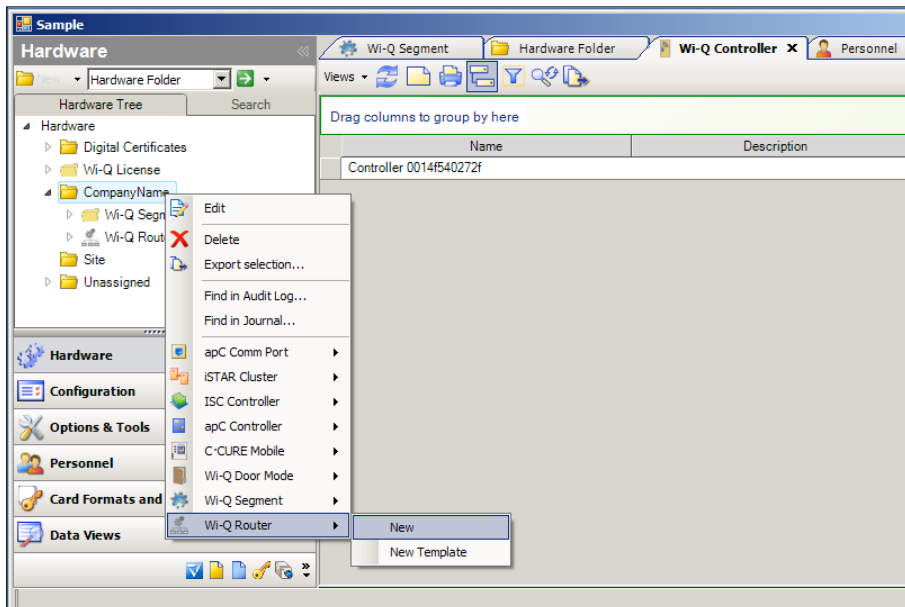 Sample
Hardware
Wi-Q Segment
Hardware Folder
Wi-Q Controller
Personnel
New
Hardware Folder
Views
Hardware Tree
Search
Drag columns to group by here
Hardware
Name
Description
Digital Certificates
Controller 0014f540272f
Wi-Q License
CompanyName
Wi-Q Segn
Wi-Q Rout
Site
Unassigned
Edit
Delete
Export selection...
Find in Audit Log...
Find in Journal...
apC Comm Port
iSTAR Cluster
ISC Controller
apC Controller
C•CURE Mobile
Wi-Q Door Mode
Wi-Q Segment
Wi-Q Router
New
New Template
Hardware
Configuration
Options & Tools
Personnel
Card Formats and
Data Views